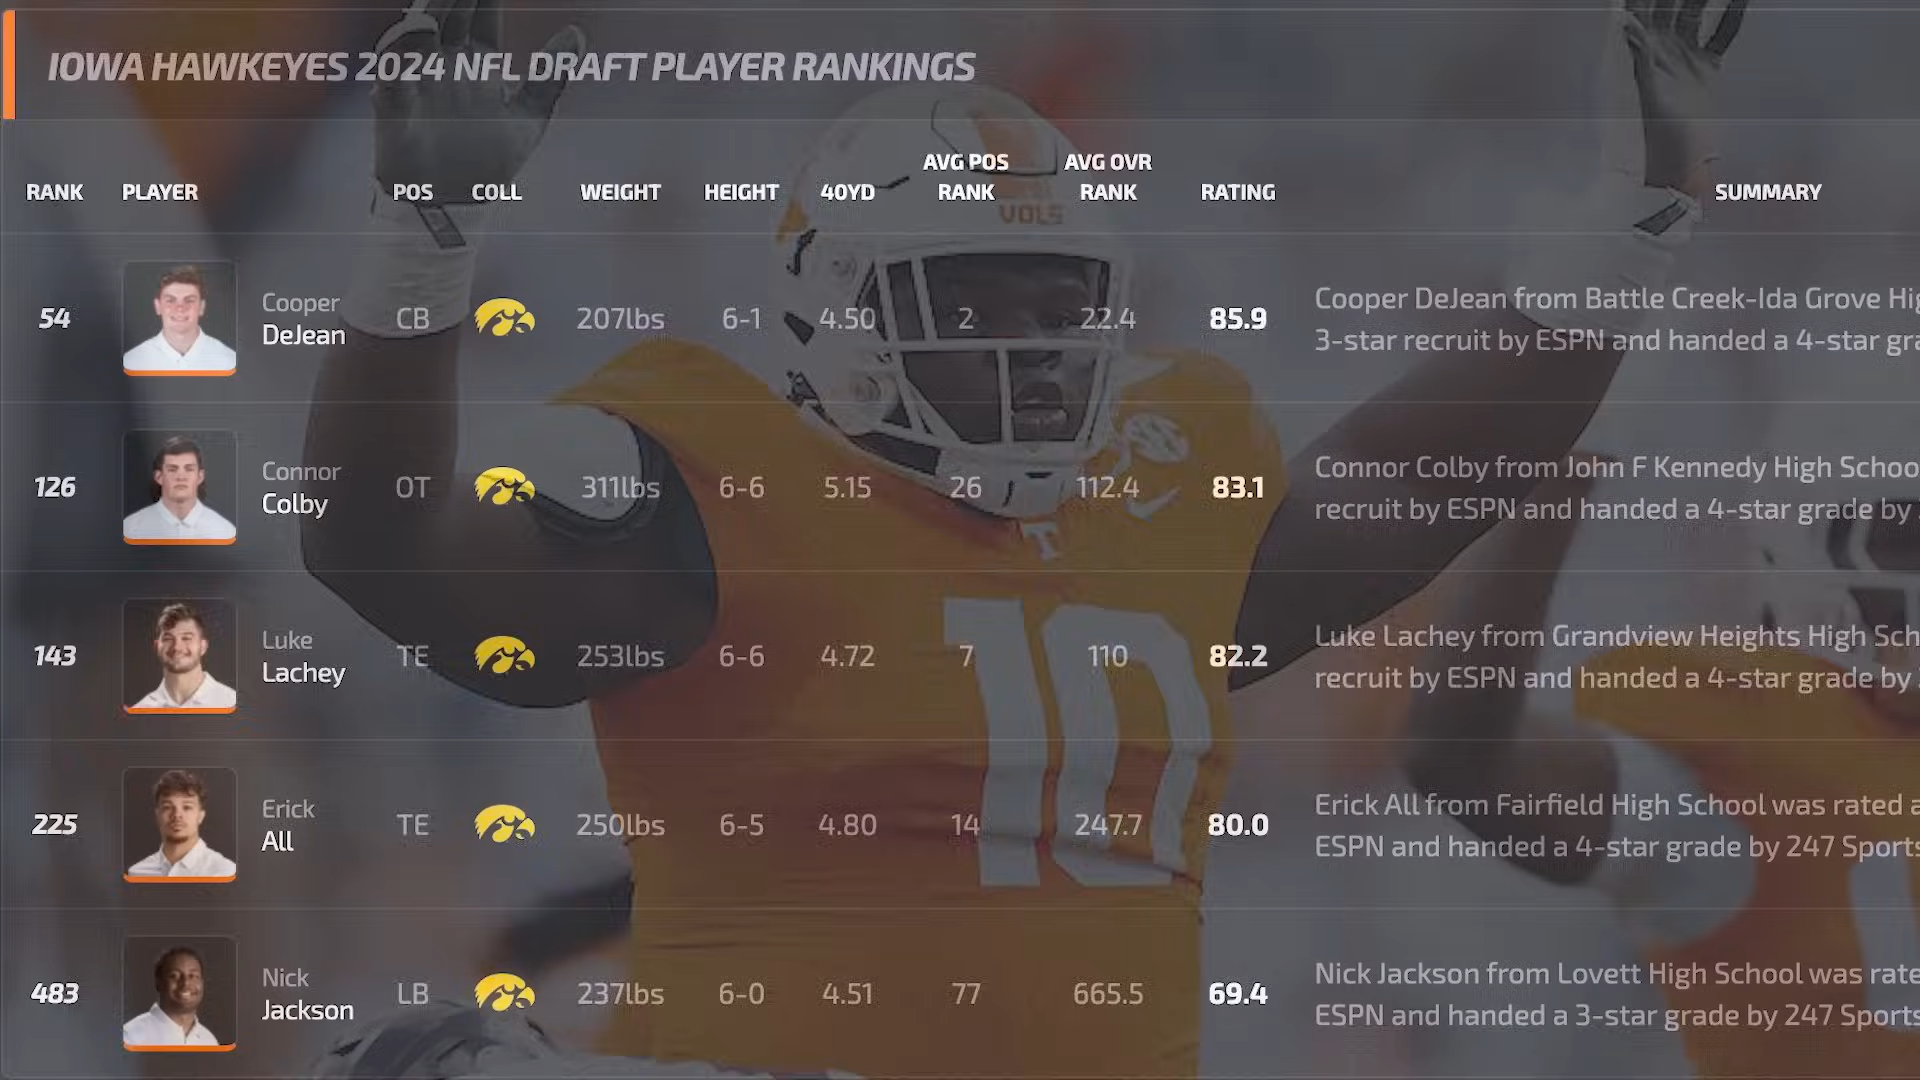 IOWA HAWKEYES 2024 NFL DRAFT PLAYER RANKINGS
RANK PLAYER POS COLL WEIGHT HEIGHT 40YD AVG POS RANK AVG OVR RANK RATING SUMMARY
VOLS
54 Cooper DeJean CB 207lbs 6-1 4.50 2 22.4 85.9 Cooper DeJean from Battle Creek-Ida Grove
3-star recruit by ESPN and handed a 4-star
126 Connor Colby OT 311lbs 6-6 5.15 26 112.4 83.1 Connor Colby from John F Kennedy High
recruit by ESPN and handed a 4-star grade by
143 Luke Lachey TE 253lbs 6-6 4.72 7 110 82.2 Luke Lachey from Grandview Heights High
recruit by ESPN and handed a 4-star grade by
10
225 Erick All TE 250lbs 6-5 4.80 14 247.7 80.0 Erick All from Fairfield High School was rated
ESPN and handed a 4-star grade by 247 Sports
483 Nick Jackson LB 237lbs 6-0 4.51 77 665.5 69.4 Nick Jackson from Lovett High School was rate
ESPN and handed a 3-star grade by 247 Sports